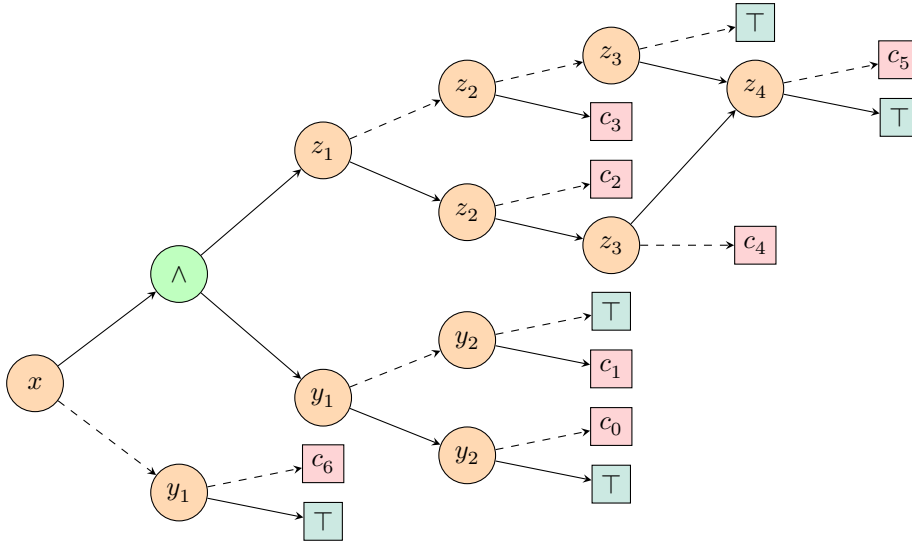 ⊤
z₃
c₅
z₂
z₄
c₃
⊤
z₁
c₂
z₂
z₃
c₄
∧
⊤
y₂
c₁
x
y₁
c₀
y₂
c₆
⊤
y₁
⊤